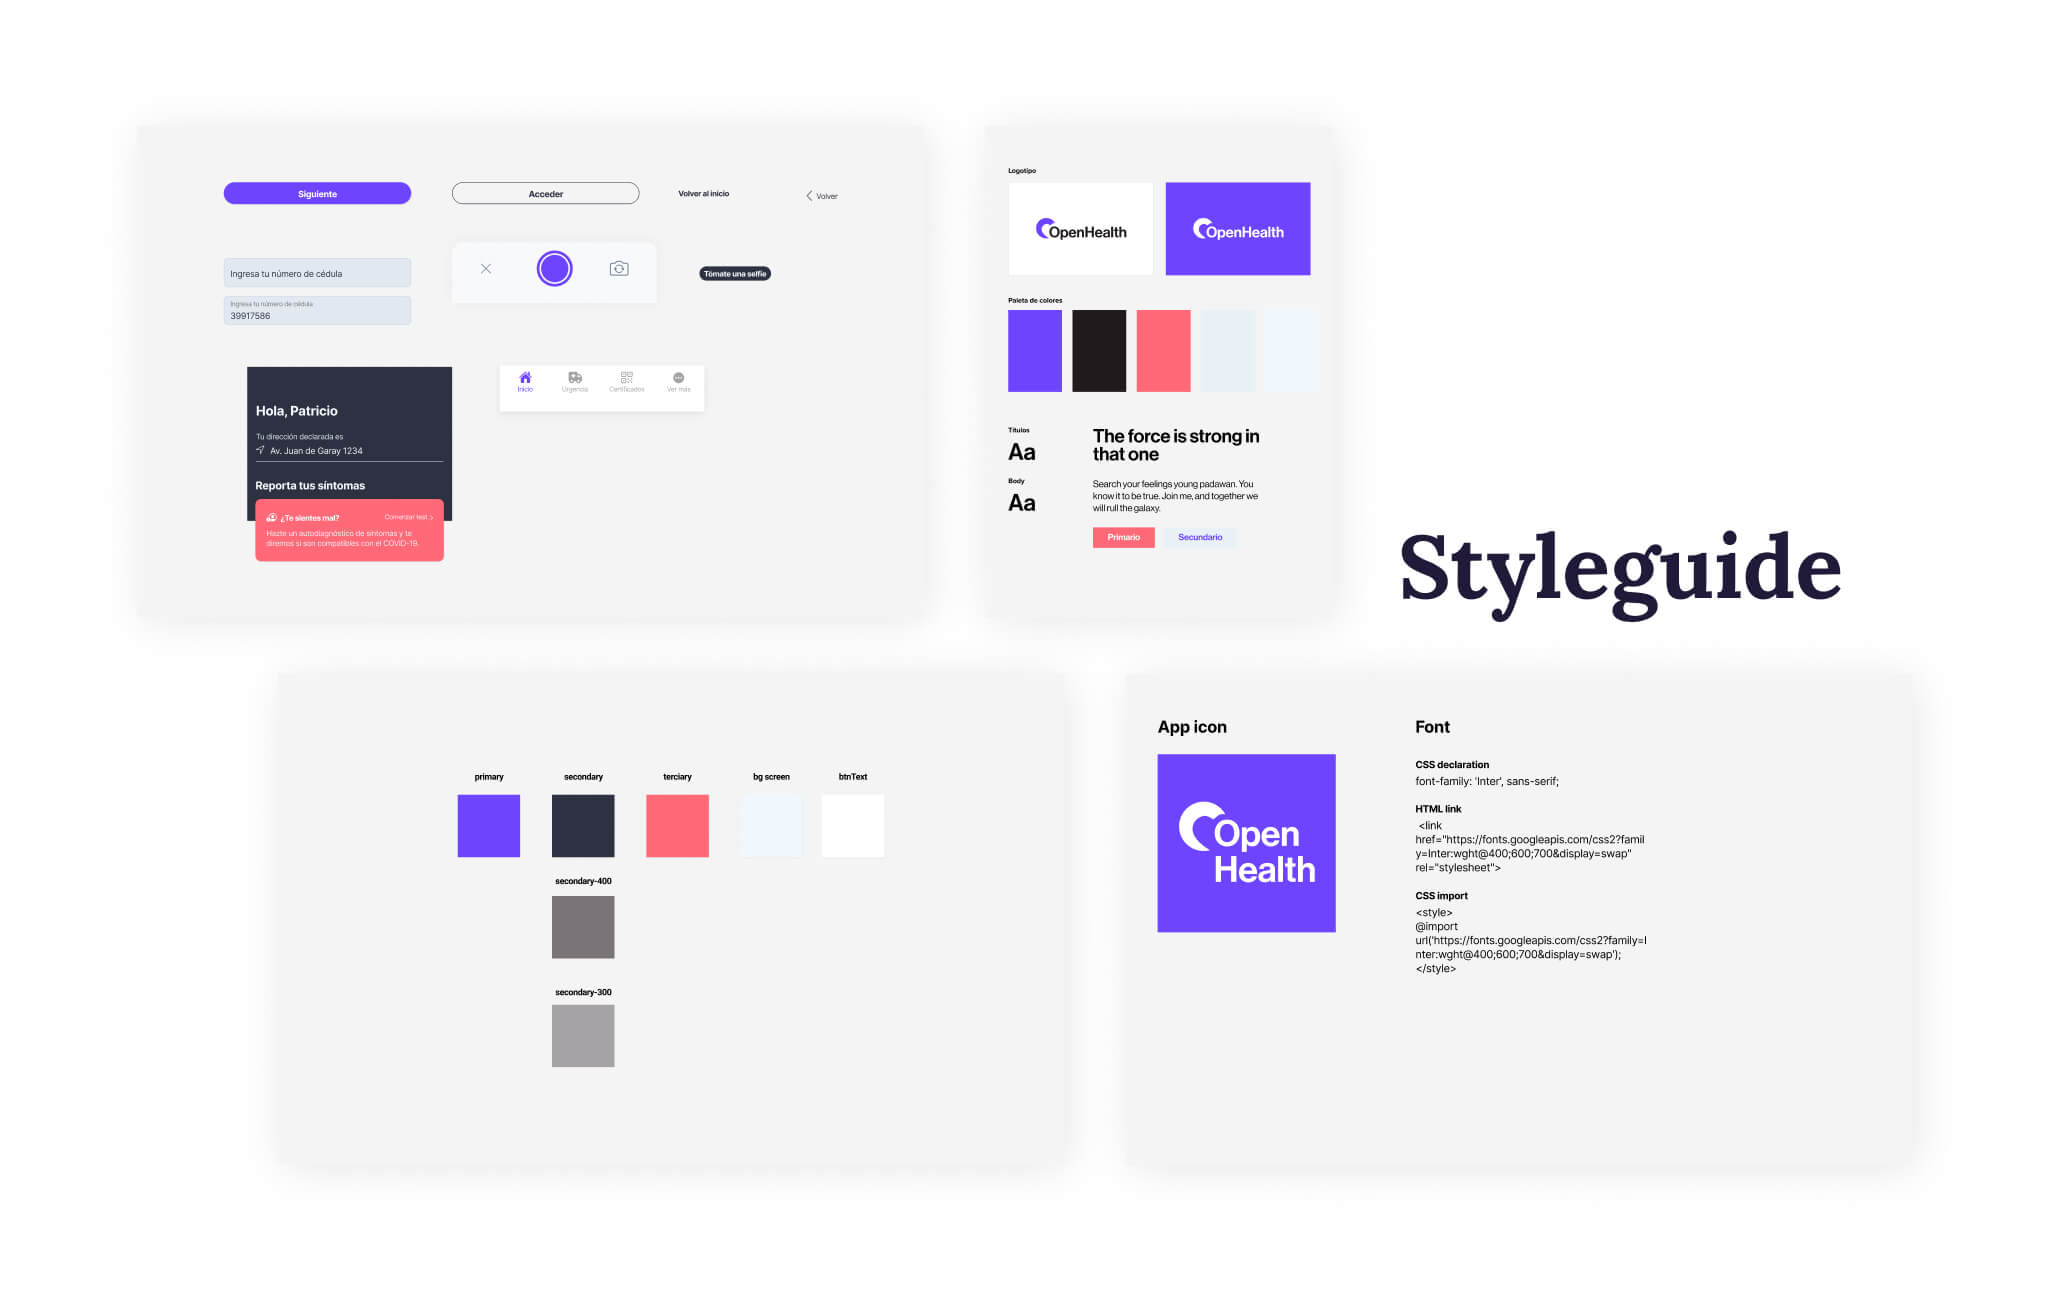 Siguiente
Acceder
Volver al inicio
Volver
Ingresa tu número de cédula
Ingresa tu número de cédula
39917586
Tómate una selfie
Hola, Patricio
Tu dirección declarada es
Av. Juan de Garay 1234
Reporta tus síntomas
¿Te sientes mal?
Comenzar test
Hazte un autodiagnóstico de síntomas y te
diremos si son compatibles con el COVID-19.
Inicio
Urgencia
Certificados
Ver más
Logotipo
OpenHealth
OpenHealth
Paleta de colores
Títulos
Aa
The force is strong in
that one
Body
Aa
Search your feelings young padawan. You
know it to be true. Join me, and together we
will rull the galaxy.
Primario
Secundario
Styleguide
primary
secondary
terciary
bg screen
btnText
secondary-400
secondary-300
App icon
Open
Health
Font
CSS declaration
font-family: 'Inter', sans-serif;
HTML link
<link
href="https://fonts.googleapis.com/css2?famil
y=Inter:wght@400;600;700&display=swap"
rel="stylesheet">
CSS import
<style>
@import
url('https://fonts.googleapis.com/css2?family=I
nter:wght@400;600;700&display=swap');
</style>